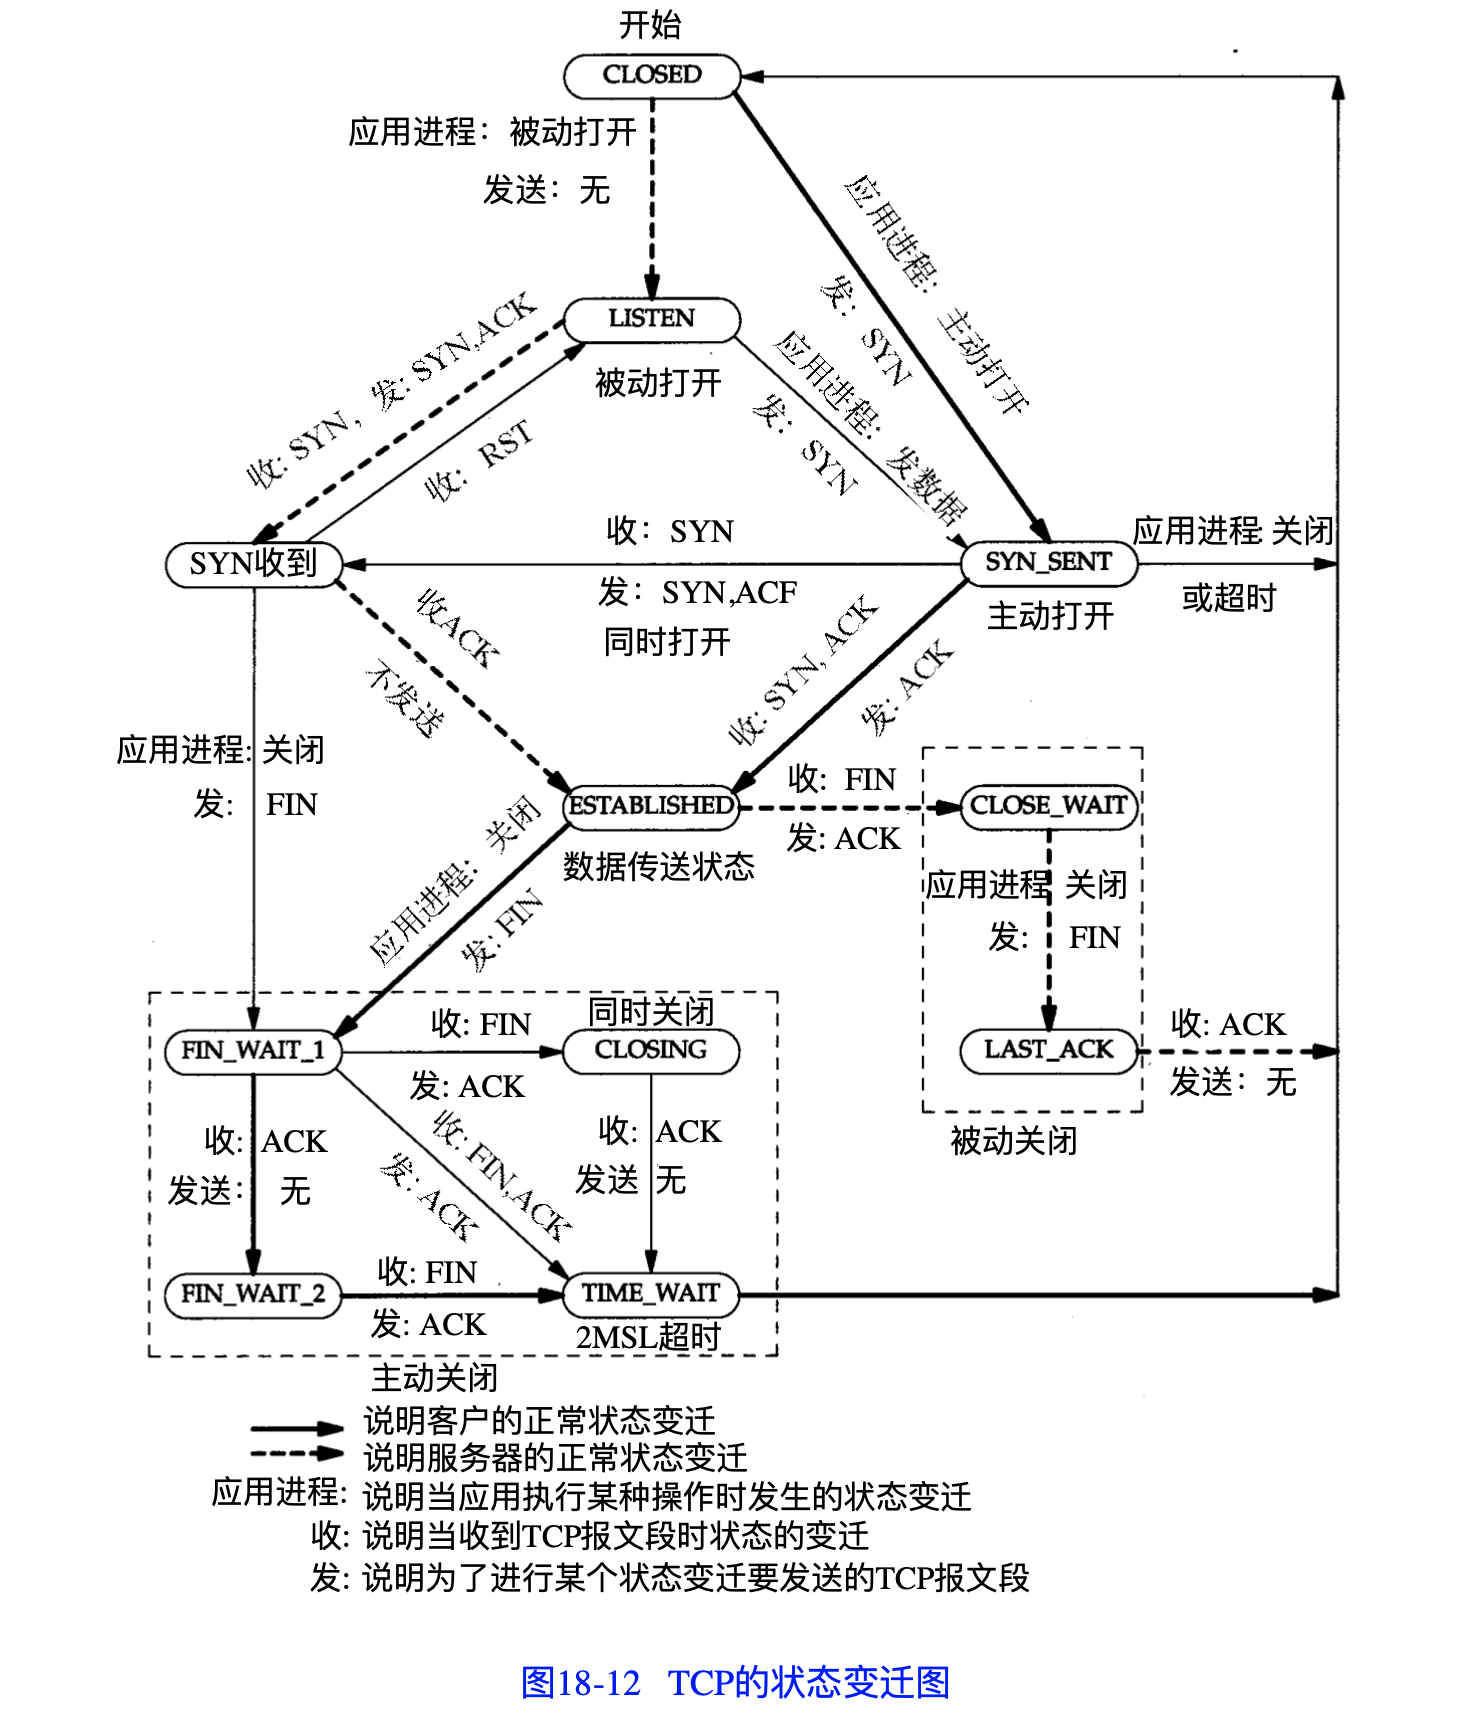 开始
CLOSED
应用进程：被动打开
发送：无
应用进程：主动打开
发：SYN
LISTEN
被动打开
收：SYN，发：SYN,ACK
收：RST
应用进程：发数据
发：SYN
收：SYN
发：SYN,ACF
同时打开
SYN收到
SYN_SENT
主动打开
应用进程：关闭
或超时
收ACK
不发送
收：SYN, ACK
发：ACK
应用进程：关闭
发： FIN
ESTABLISHED
数据传送状态
收：FIN
发：ACK
CLOSE_WAIT
应用进程 关闭
发： FIN
LAST_ACK
收：ACK
发送：无
被动关闭
应用进程：关闭
发：FIN
同时关闭
FIN_WAIT_1
收：FIN
发：ACK
CLOSING
收： ACK
发送： 无
收：FIN,ACK
发：ACK
收： ACK
发送 无
FIN_WAIT_2
收：FIN
发：ACK
TIME_WAIT
2MSL超时
主动关闭
说明客户的正常状态变迁
说明服务器的正常状态变迁
应用进程：说明当应用执行某种操作时发生的状态变迁
收：说明当收到TCP报文段时状态的变迁
发：说明为了进行某个状态变迁要发送的TCP报文段
图18-12 TCP的状态变迁图